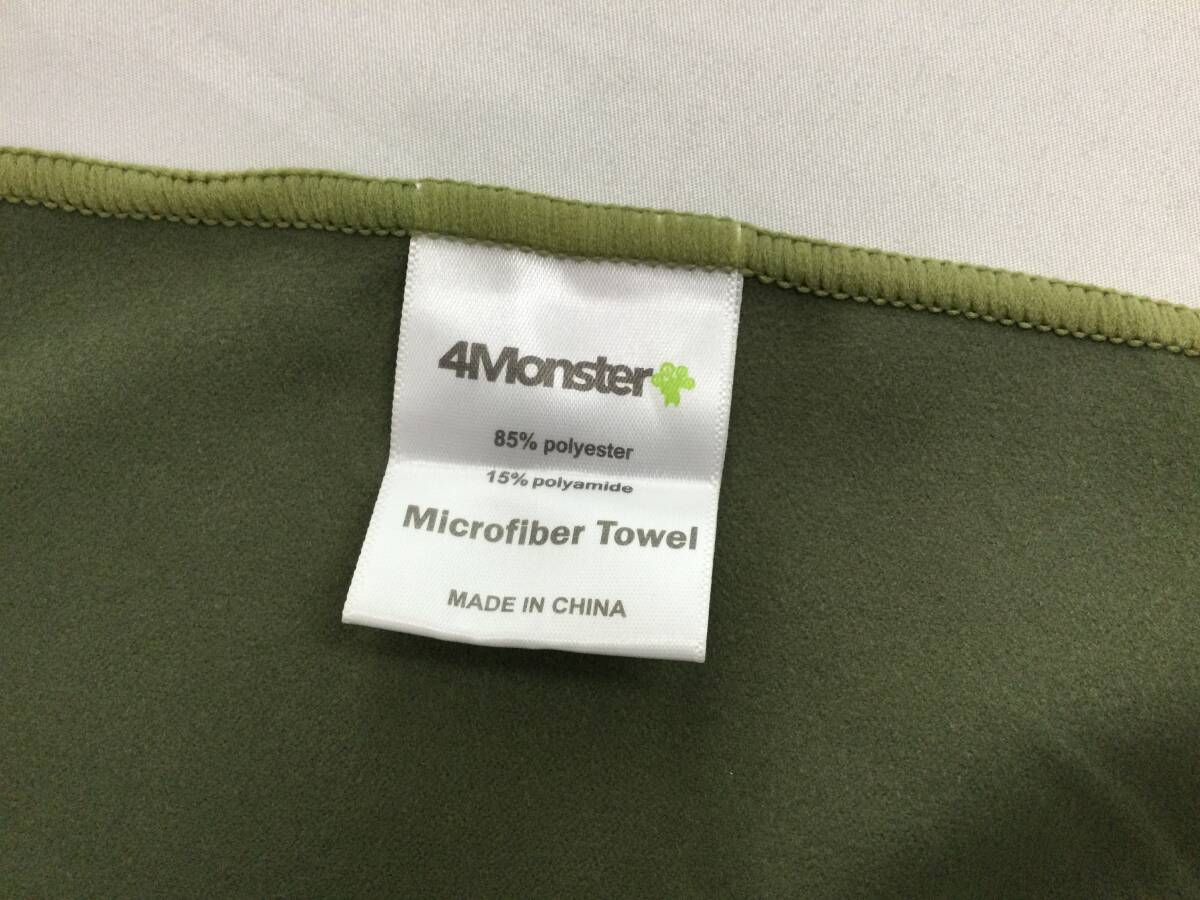 4Monster
85% polyester
15% polyamide
Microfiber Towel
MADE IN CHINA